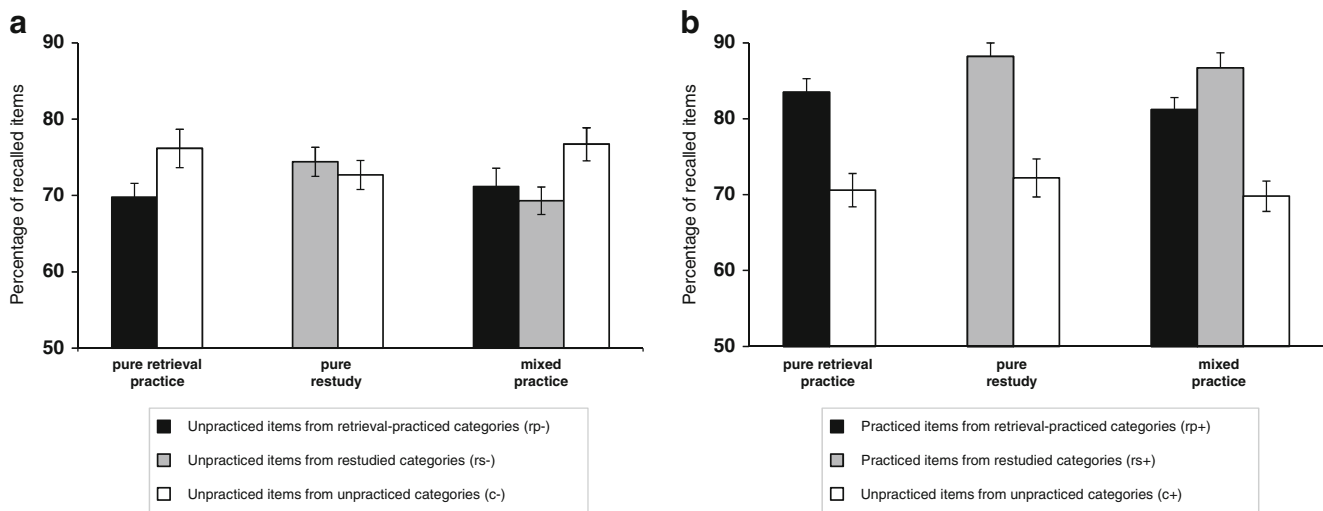 a
90
80
70
60
50
Percentage of recalled items
pure retrieval
practice
pure
restudy
mixed
practice
Unpracticed items from retrieval-practiced categories (rp-)
Unpracticed items from restudied categories (rs-)
Unpracticed items from unpracticed categories (c-)
b
90
80
70
60
50
Percentage of recalled items
pure retrieval
practice
pure
restudy
mixed
practice
Practiced items from retrieval-practiced categories (rp+)
Practiced items from restudied categories (rs+)
Unpracticed items from unpracticed categories (c+)